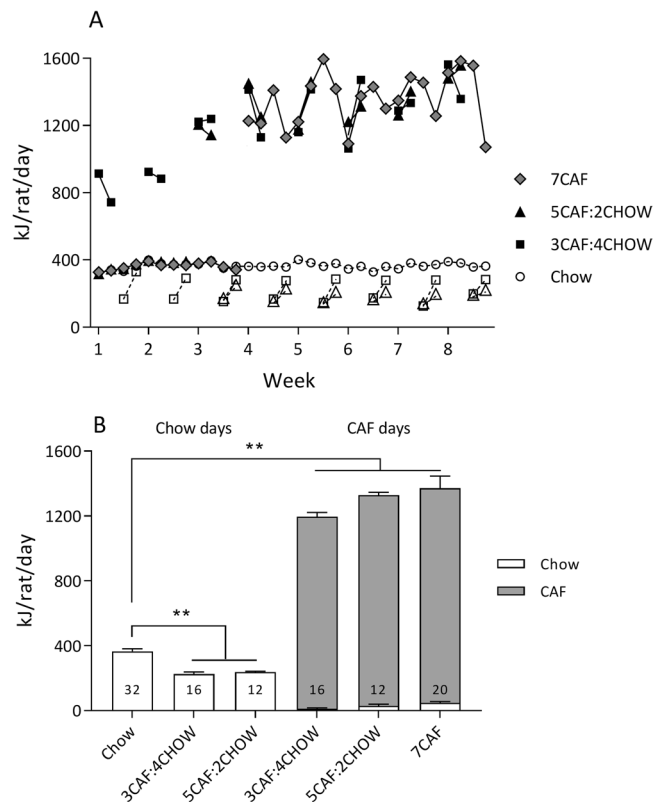 A
1600
1200
800
400
0
kJ/rat/day
1 2 3 4 5 6 7 8
Week
7CAF
5CAF:2CHOW
3CAF:4CHOW
Chow
B
Chow days CAF days
**
**
1600
1200
800
400
0
kJ/rat/day
32 16 12 16 12 20
Chow
3CAF:4CHOW
5CAF:2CHOW
3CAF:4CHOW
5CAF:2CHOW
7CAF
Chow
CAF